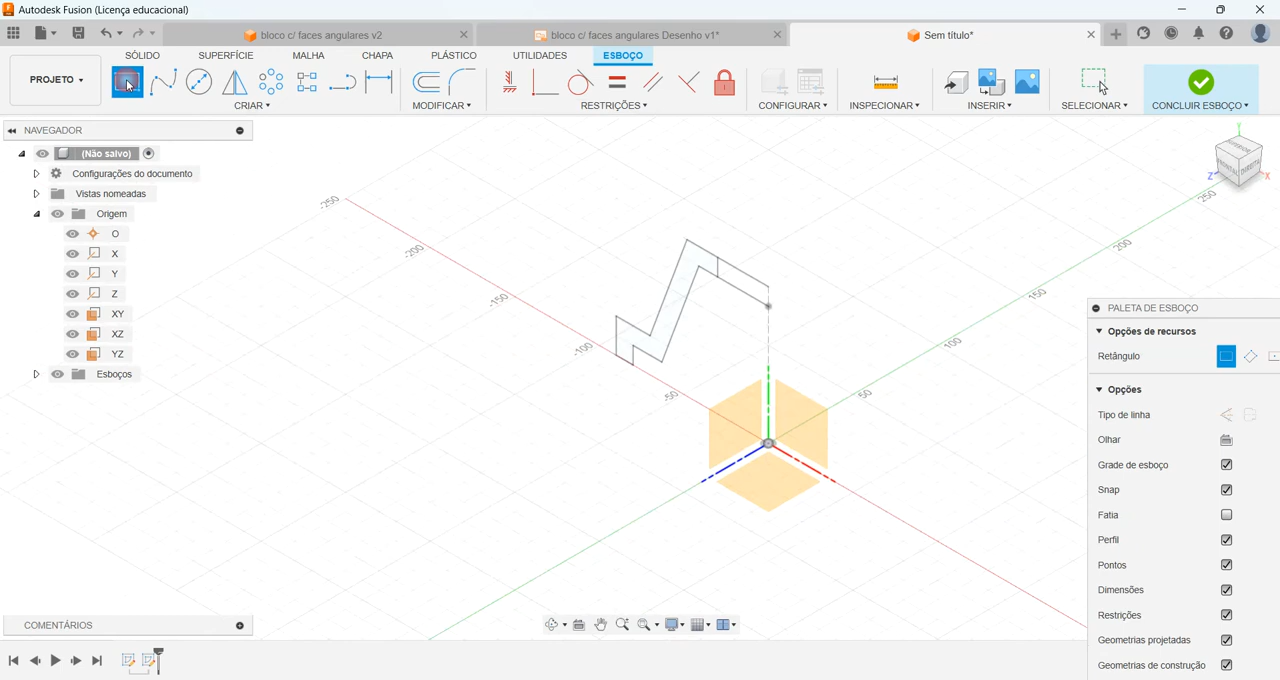 Autodesk Fusion (Licença educacional)
bloco c/ faces angulares v2
bloco c/ faces angulares Desenho v1*
Sem título*
SÓLIDO
SUPERFÍCIE
MALHA
CHAPA
PLÁSTICO
UTILIDADES
ESBOÇO
PROJETO
CRIAR
MODIFICAR
RESTRIÇÕES
CONFIGURAR
INSPECIONAR
INSERIR
SELECIONAR
CONCLUIR ESBOÇO
NAVEGADOR
(Não salvo)
Configurações do documento
Vistas nomeadas
Origem
O
X
Y
Z
XY
XZ
YZ
Esboços
-250
-200
-150
-100
-50
50
100
150
200
250
Y
SUPERIOR
FRONTAL
DIREITA
Z
X
PALETA DE ESBOÇO
Opções de recursos
Retângulo
Opções
Tipo de linha
Olhar
Grade de esboço
Snap
Fatia
Perfil
Pontos
Dimensões
Restrições
Geometrias projetadas
Geometrias de construção
COMENTÁRIOS